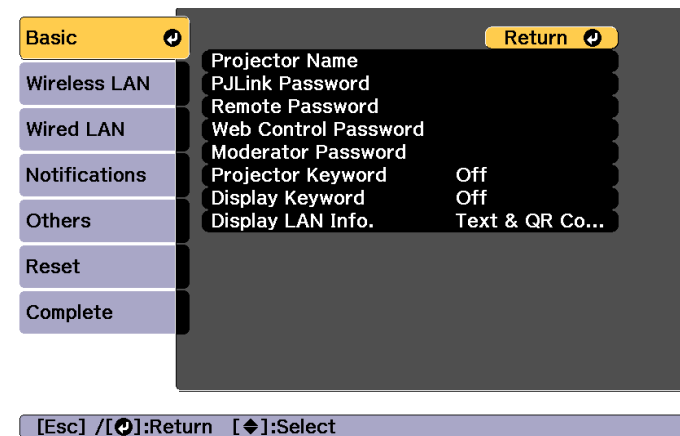 Basic
Return
Projector Name
Wireless LAN
PJLink Password
Remote Password
Wired LAN
Web Control Password
Moderator Password
Notifications
Projector Keyword Off
Display Keyword Off
Others
Display LAN Info. Text & QR Co...
Reset
Complete
[Esc] /[⏎]:Return [◆]:Select